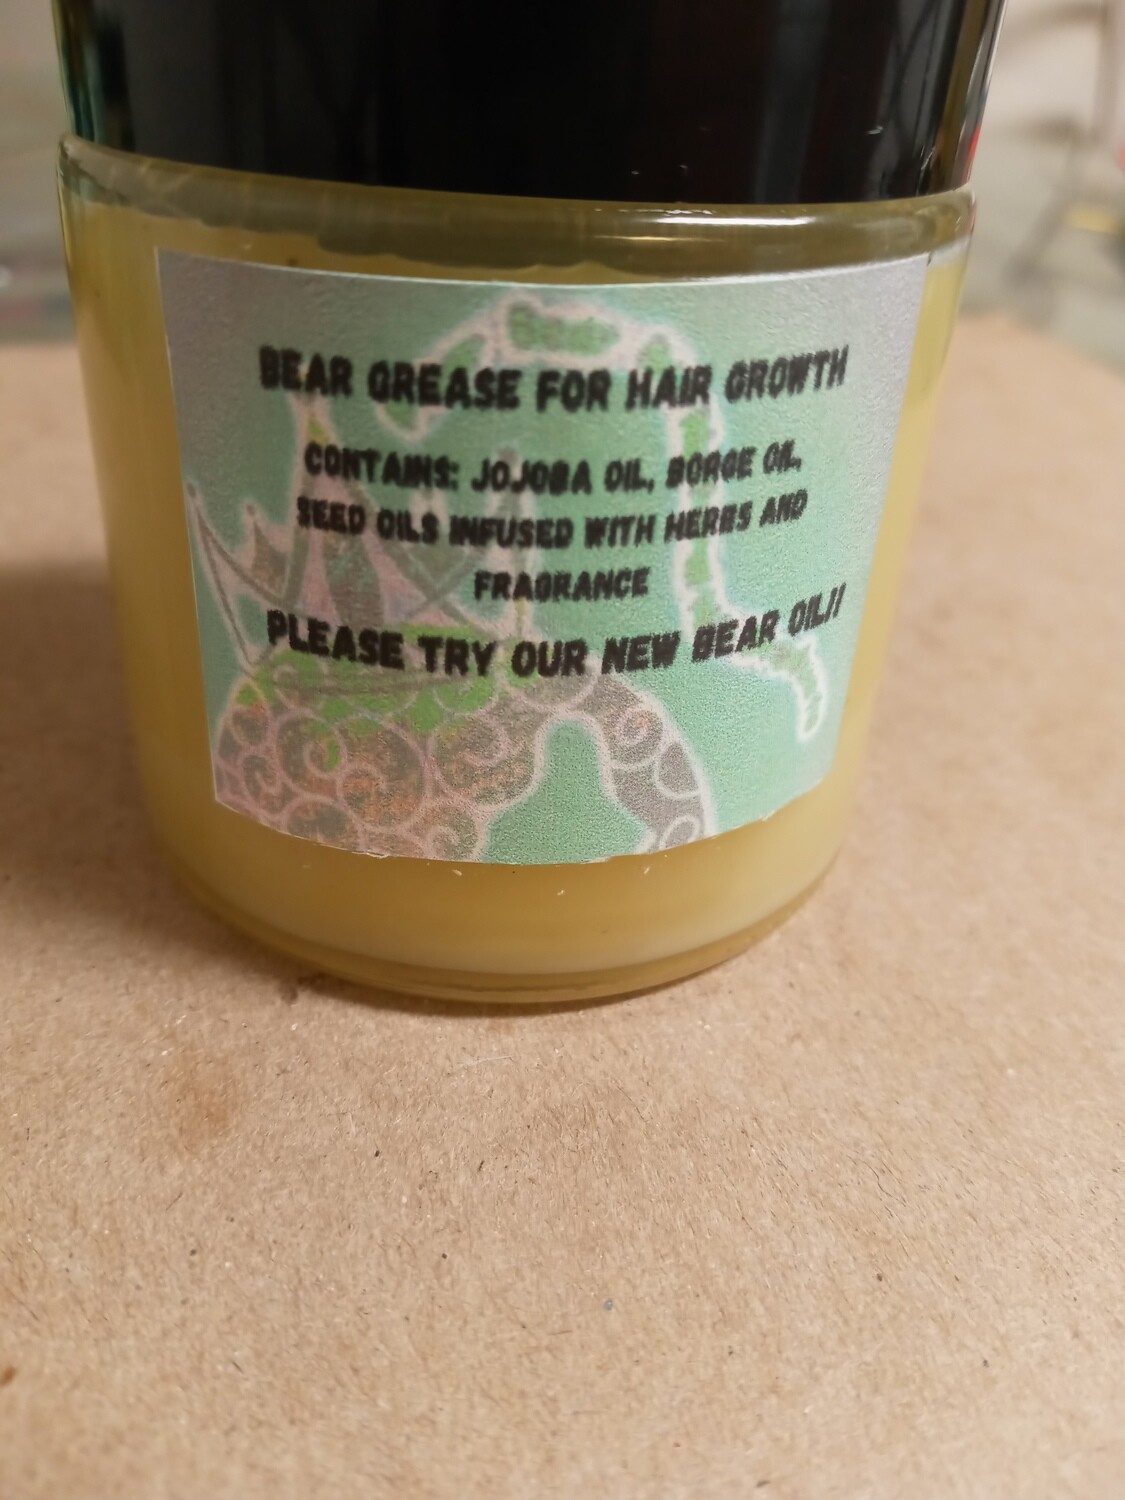 BEAR GREASE FOR HAIR GROWTH
CONTAINS: JOJOBA OIL, BORGE OIL,
SEED OILS INFUSED WITH HERBS AND
FRAGRANCE
PLEASE TRY OUR NEW BEAR OIL!!